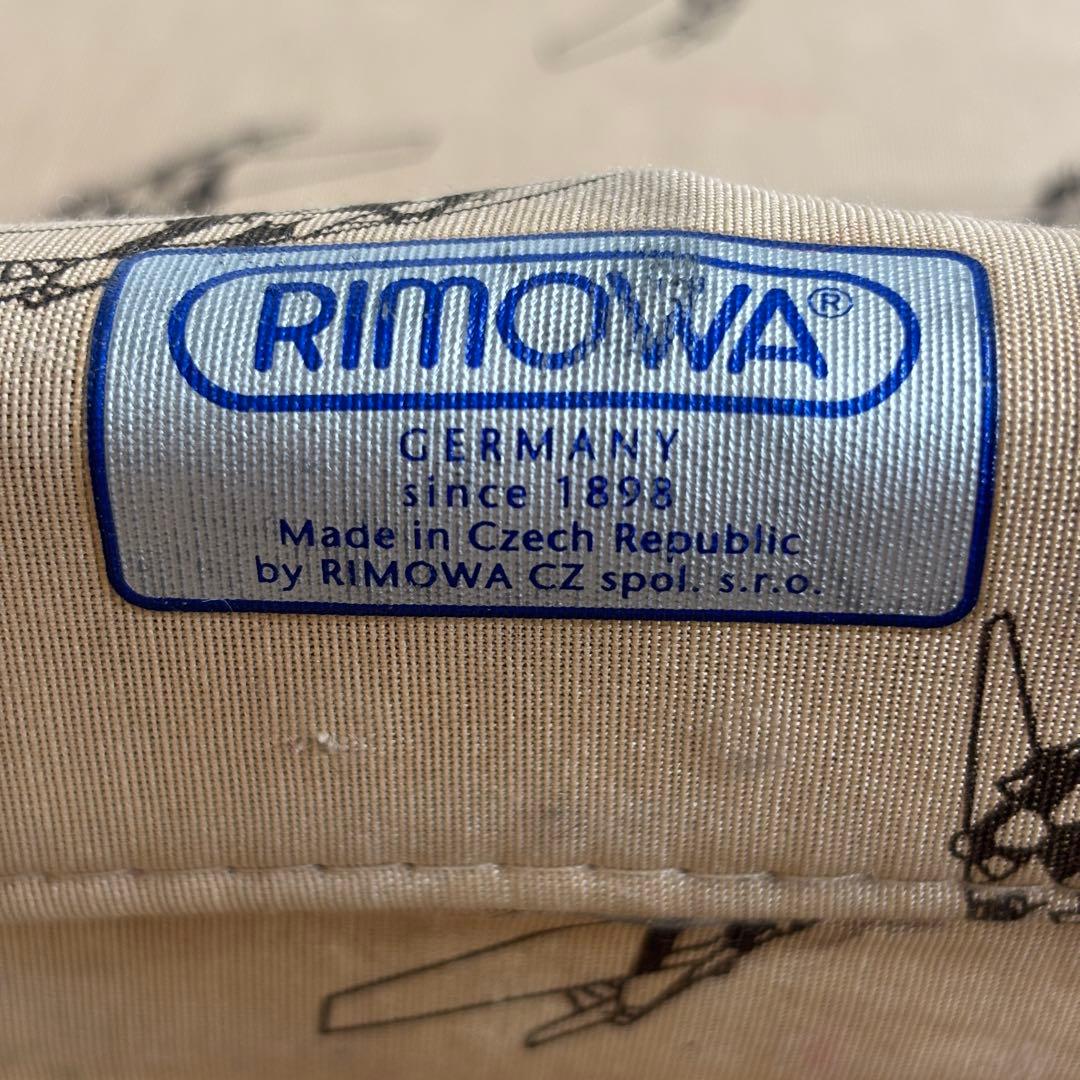 RIMOWA®
GERMANY
since 1898
Made in Czech Republic
by RIMOWA CZ spol. s.r.o.